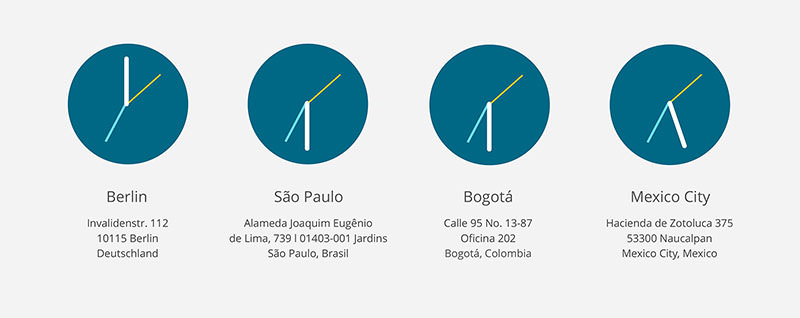 Berlin
Invalidenstr. 112
10115 Berlin
Deutschland
São Paulo
Alameda Joaquim Eugênio
de Lima, 739 l 01403-001 Jardins
São Paulo, Brasil
Bogotá
Calle 95 No. 13-87
Oficina 202
Bogotá, Colombia
Mexico City
Hacienda de Zotoluca 375
53300 Naucalpan
Mexico City, Mexico